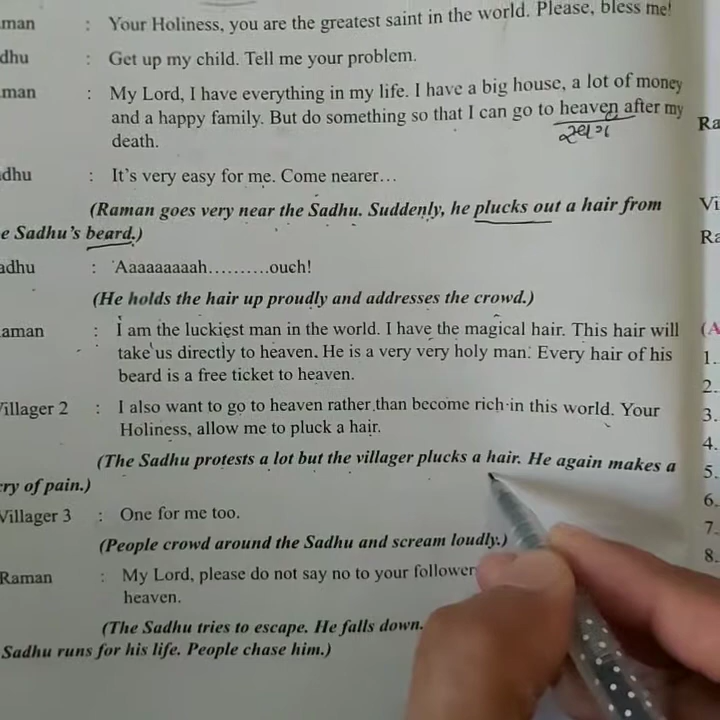 man : Your Holiness, you are the greatest saint in the world. Please, bless me!
dhu : Get up my child. Tell me your problem.
man : My Lord, I have everything in my life. I have a big house, a lot of money
and a happy family. But do something so that I can go to heaven after my
સ્વર્ગ
death.
dhu : It's very easy for me. Come nearer…
(Raman goes very near the Sadhu. Suddenly, he plucks out a hair from
e Sadhu's beard.)
adhu : 'Aaaaaaaaah……….ouch!
(He holds the hair up proudly and addresses the crowd.)
aman : I am the luckiest man in the world. I have the magical hair. This hair will
take us directly to heaven. He is a very very holy man. Every hair of his
beard is a free ticket to heaven.
Villager 2 : I also want to go to heaven rather than become rich in this world. Your
Holiness, allow me to pluck a hair.
(The Sadhu protests a lot but the villager plucks a hair. He again makes a
cry of pain.)
Villager 3 : One for me too.
(People crowd around the Sadhu and scream loudly.)
Raman : My Lord, please do not say no to your follower
heaven.
(The Sadhu tries to escape. He falls down.
Sadhu runs for his life. People chase him.)
Ra
Vi
Ra
(A
1.
2.
3.
4.
5.
6.
7.
8.